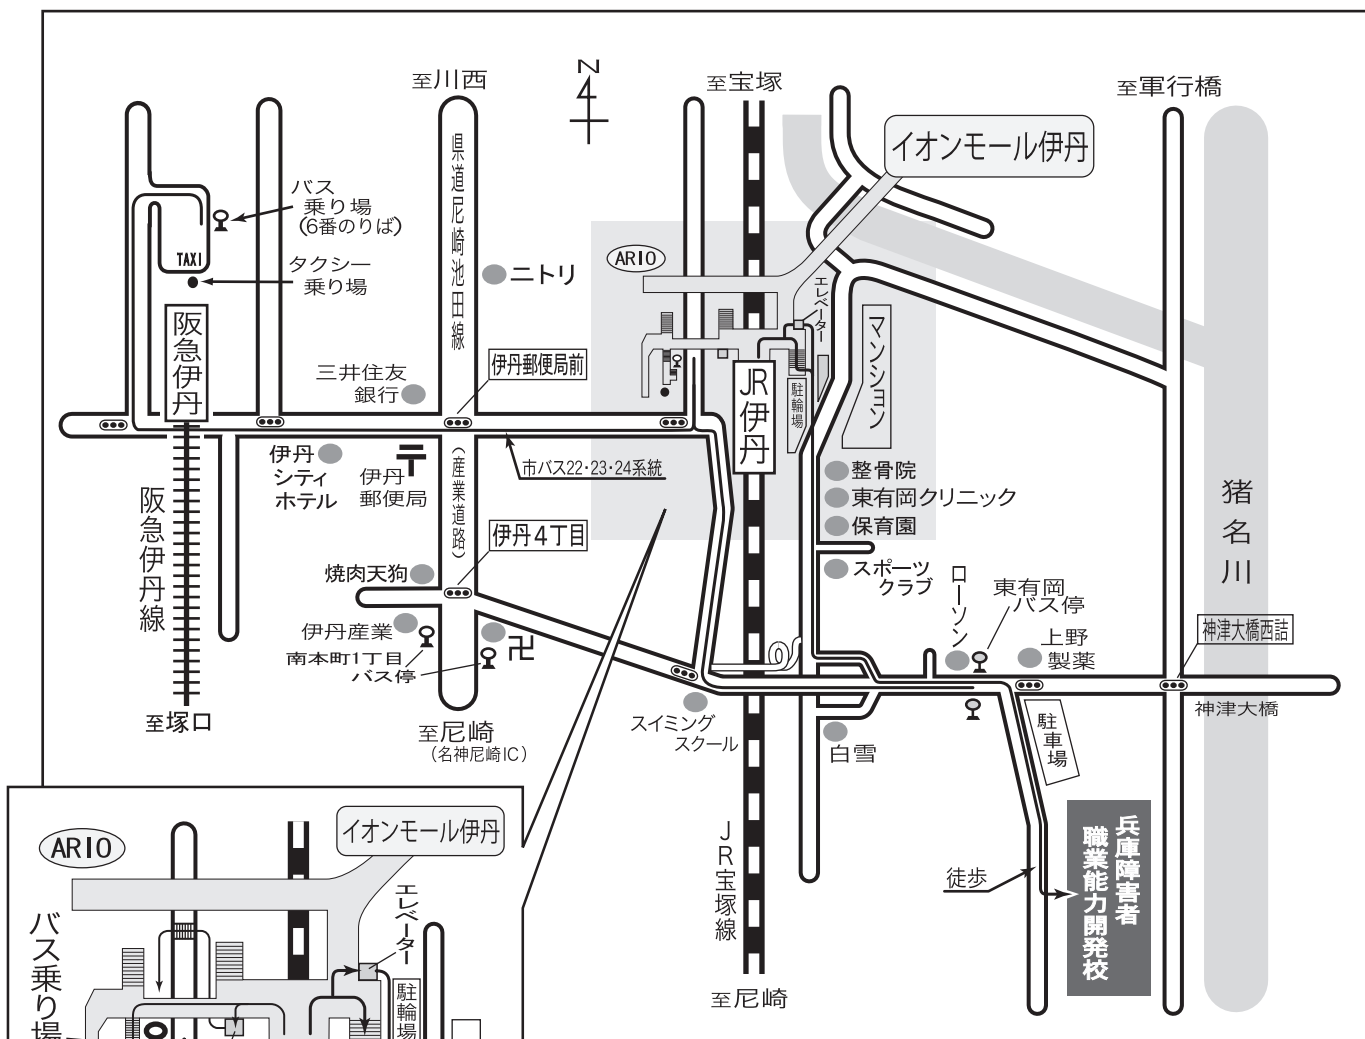 至川西
N
至宝塚
至軍行橋
イオンモール伊丹
県道尼崎池田線
バス
乗り場
(6番のりば)
TAXI
タクシー
乗り場
ニトリ
ARIO
エレベーター
マンション
阪急伊丹
伊丹郵便局前
三井住友
銀行
JR
伊丹
駐輪場
伊丹
シティ
ホテル
伊丹
郵便局
(産業道路)
市バス22・23・24系統
整骨院
東有岡クリニック
保育園
猪名川
阪急伊丹線
伊丹4丁目
焼肉天狗
スポーツ
クラブ
ローソン
東有岡
バス停
伊丹産業
南本町1丁目
バス停
卍
上野
製薬
神津大橋西詰
至塚口
至尼崎
(名神尼崎IC)
スイミング
スクール
白雪
駐車場
神津大橋
イオンモール伊丹
ARIO
JR宝塚線
兵庫障害者
職業能力開発校
徒歩
エレベーター
バス乗り場
駐輪場
至尼崎